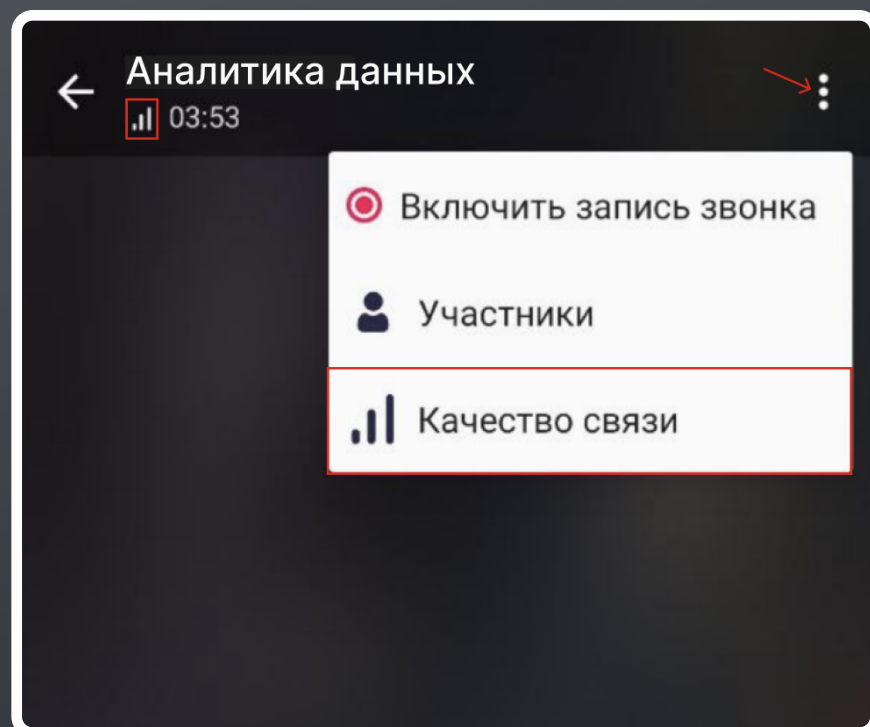 Аналитика данных
03:53
Включить запись звонка
Участники
Качество связи